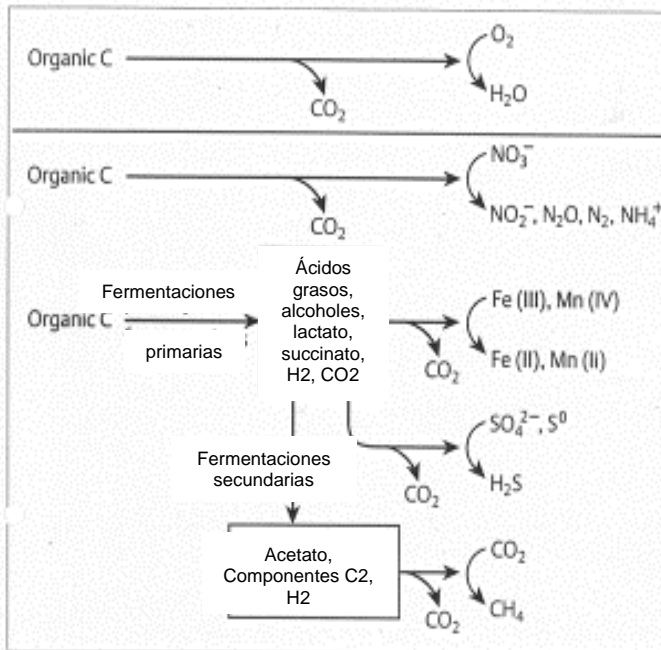 Organic C
CO₂
O₂
H₂O
Organic C
CO₂
NO₃⁻
NO₂⁻, N₂O, N₂, NH₄⁺
Organic C
Fermentaciones
primarias
Ácidos
grasos,
alcoholes,
lactato,
succinato,
H2, CO2
CO₂
Fe (III), Mn (IV)
Fe (II), Mn (Ii)
CO₂
SO₄²⁻, S⁰
H₂S
Fermentaciones
secundarias
Acetato,
Componentes C2,
H2
CO₂
CO₂
CH₄